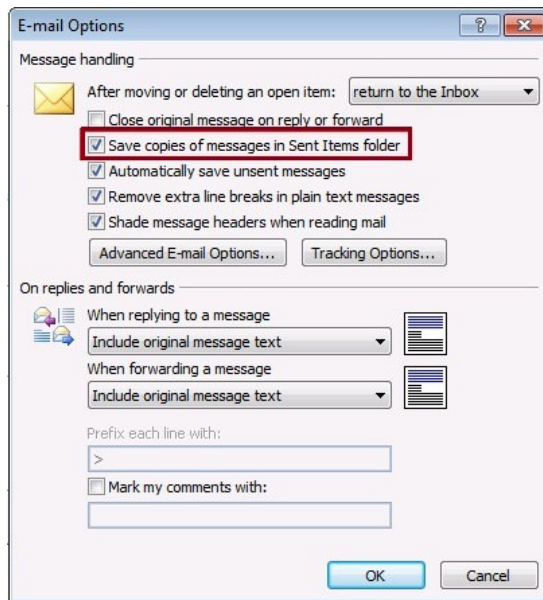 E-mail Options
Message handling
After moving or deleting an open item: return to the Inbox
Close original message on reply or forward
Save copies of messages in Sent Items folder
Automatically save unsent messages
Remove extra line breaks in plain text messages
Shade message headers when reading mail
Advanced E-mail Options... Tracking Options...
On replies and forwards
When replying to a message
Include original message text
When forwarding a message
Include original message text
Prefix each line with:
>
Mark my comments with:
OK Cancel